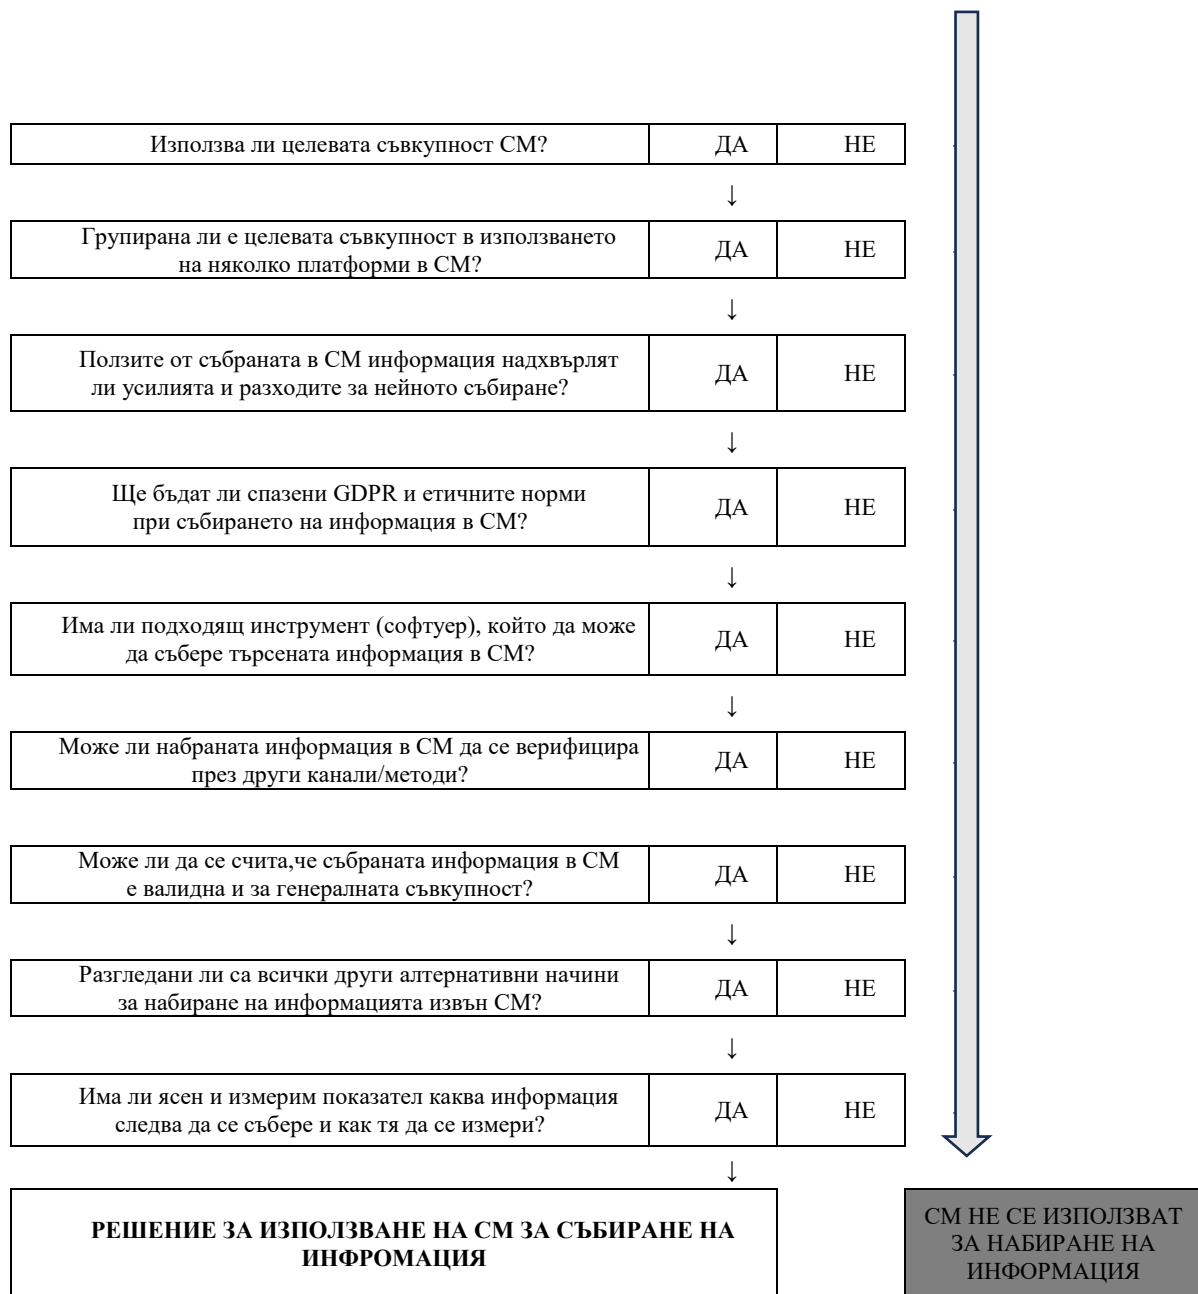 Използва ли целевата съвкупност СМ? ДА НЕ
↓
Групирана ли е целевата съвкупност в използването
на няколко платформи в СМ? ДА НЕ
↓
Ползите от събраната в СМ информация надхвърлят
ли усилията и разходите за нейното събиране? ДА НЕ
↓
Ще бъдат ли спазени GDPR и етичните норми
при събирането на информация в СМ? ДА НЕ
↓
Има ли подходящ инструмент (софтуер), който да може
да събере търсената информация в СМ? ДА НЕ
↓
Може ли набраната информация в СМ да се верифицира
през други канали/методи? ДА НЕ
Може ли да се счита,че събраната информация в СМ
е валидна и за генералната съвкупност? ДА НЕ
↓
Разгледани ли са всички други алтернативни начини
за набиране на информацията извън СМ? ДА НЕ
↓
Има ли ясен и измерим показател каква информация
следва да се събере и как тя да се измери? ДА НЕ
↓
РЕШЕНИЕ ЗА ИЗПОЛЗВАНЕ НА СМ ЗА СЪБИРАНЕ НА
ИНФРОМАЦИЯ
СМ НЕ СЕ ИЗПОЛЗВАТ
ЗА НАБИРАНЕ НА
ИНФОРМАЦИЯ